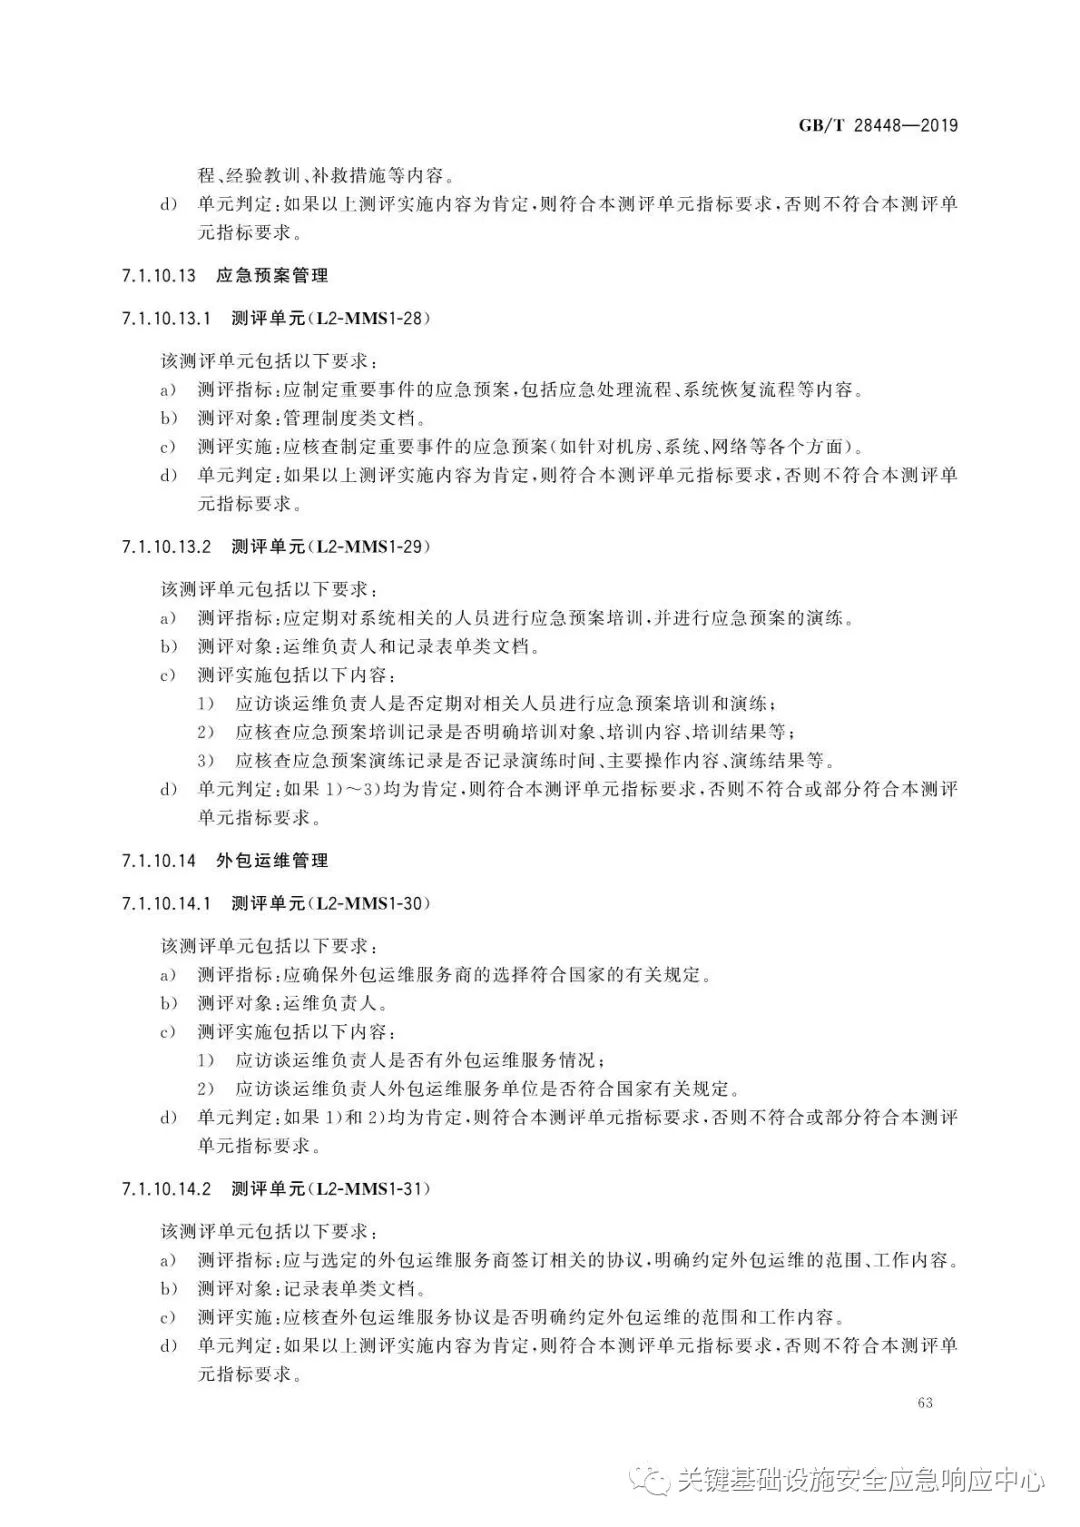 GB/T 28448—2019
程、经验教训、补救措施等内容。
d) 单元判定:如果以上测评实施内容为肯定,则符合本测评单元指标要求,否则不符合本测评单
元指标要求。
7.1.10.13 应急预案管理
7.1.10.13.1 测评单元(L2-MMS1-28)
该测评单元包括以下要求:
a) 测评指标:应制定重要事件的应急预案,包括应急处理流程、系统恢复流程等内容。
b) 测评对象:管理制度类文档。
c) 测评实施:应核查制定重要事件的应急预案(如针对机房、系统、网络等各个方面)。
d) 单元判定:如果以上测评实施内容为肯定,则符合本测评单元指标要求,否则不符合本测评单
元指标要求。
7.1.10.13.2 测评单元(L2-MMS1-29)
该测评单元包括以下要求:
a) 测评指标:应定期对系统相关的人员进行应急预案培训,并进行应急预案的演练。
b) 测评对象:运维负责人和记录表单类文档。
c) 测评实施包括以下内容:
1) 应访谈运维负责人是否定期对相关人员进行应急预案培训和演练;
2) 应核查应急预案培训记录是否明确培训对象、培训内容、培训结果等;
3) 应核查应急预案演练记录是否记录演练时间、主要操作内容、演练结果等。
d) 单元判定:如果 1)～3)均为肯定,则符合本测评单元指标要求,否则不符合或部分符合本测评
单元指标要求。
7.1.10.14 外包运维管理
7.1.10.14.1 测评单元(L2-MMS1-30)
该测评单元包括以下要求:
a) 测评指标:应确保外包运维服务商的选择符合国家的有关规定。
b) 测评对象:运维负责人。
c) 测评实施包括以下内容:
1) 应访谈运维负责人是否有外包运维服务情况;
2) 应访谈运维负责人外包运维服务单位是否符合国家有关规定。
d) 单元判定:如果 1)和 2)均为肯定,则符合本测评单元指标要求,否则不符合或部分符合本测评
单元指标要求。
7.1.10.14.2 测评单元(L2-MMS1-31)
该测评单元包括以下要求:
a) 测评指标:应与选定的外包运维服务商签订相关的协议,明确约定外包运维的范围、工作内容。
b) 测评对象:记录表单类文档。
c) 测评实施:应核查外包运维服务协议是否明确约定外包运维的范围和工作内容。
d) 单元判定:如果以上测评实施内容为肯定,则符合本测评单元指标要求,否则不符合本测评单
元指标要求。
63
关键基础设施安全应急响应中心